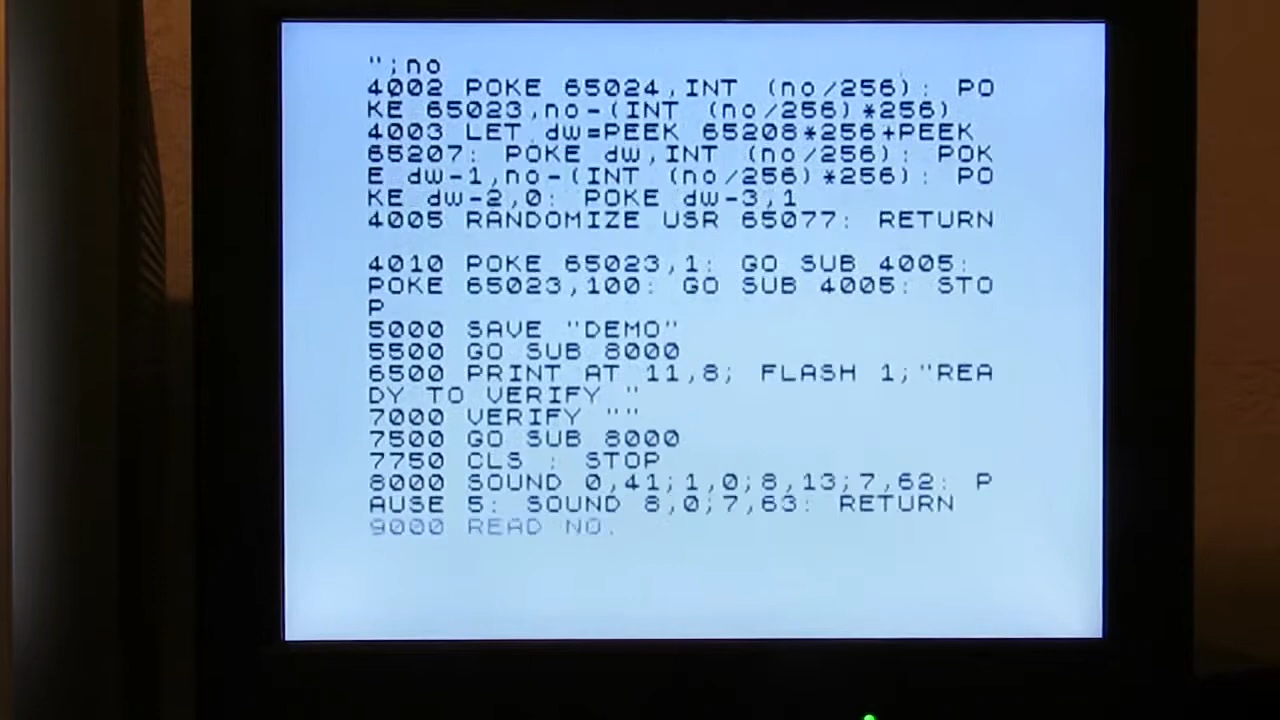 ";no
4002 POKE 65024,INT (no/256): PO
KE 65023,no-(INT (no/256)*256)
4003 LET dw=PEEK 65208*256+PEEK
65207: POKE dw,INT (no/256): POK
E dw-1,no-(INT (no/256)*256): PO
KE dw-2,0: POKE dw-3,1
4005 RANDOMIZE USR 65077: RETURN
4010 POKE 65023,1: GO SUB 4005:
POKE 65023,100: GO SUB 4005: STO
P
5000 SAVE "DEMO"
5500 GO SUB 8000
6500 PRINT AT 11,8; FLASH 1;"REA
DY TO VERIFY "
7000 VERIFY ""
7500 GO SUB 8000
7750 CLS : STOP
8000 SOUND 0,41;1,0;8,13;7,62: P
AUSE 5: SOUND 8,0;7,63: RETURN
9000 READ NO.